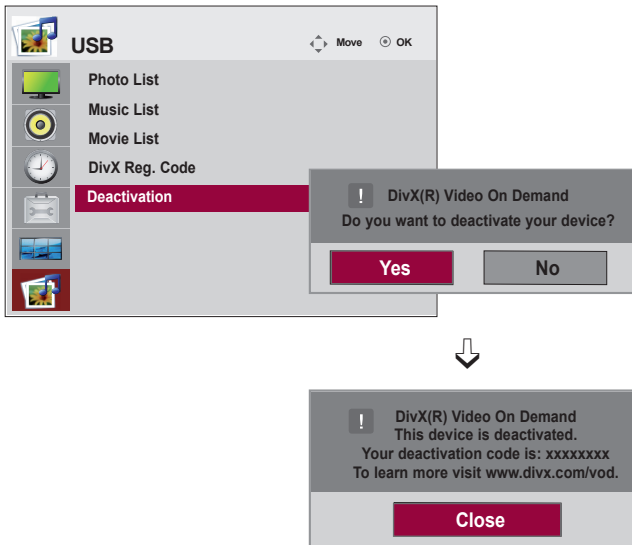 USB
Move
OK
Photo List
Music List
Movie List
DivX Reg. Code
Deactivation
! DivX(R) Video On Demand
Do you want to deactivate your device?
Yes No
! DivX(R) Video On Demand
This device is deactivated.
Your deactivation code is: xxxxxxxx
To learn more visit www.divx.com/vod.
Close